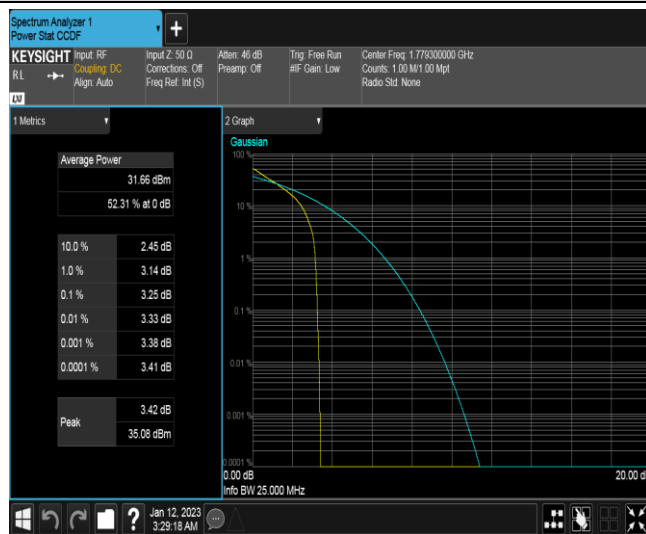 Spectrum Analyzer 1
Power Stat CCDF
+
KEYSIGHT
RL
LXI
Input: RF
Coupling: DC
Align: Auto
Input Z: 50 Ω
Corrections: Off
Freq Ref: Int (S)
Atten: 46 dB
Preamp: Off
Trig: Free Run
#IF Gain: Low
Center Freq: 1.779300000 GHz
Counts: 1.00 M/1.00 Mpt
Radio Std: None
1 Metrics
Average Power
31.66 dBm
52.31 % at 0 dB
10.0 % 2.45 dB
1.0 % 3.14 dB
0.1 % 3.25 dB
0.01 % 3.33 dB
0.001 % 3.38 dB
0.0001 % 3.41 dB
Peak
3.42 dB
35.08 dBm
2 Graph
Gaussian
100 %
10 %
1 %
0.1 %
0.01 %
0.001 %
0.0001 %
0.00 dB
20.00 d
Info BW 25.000 MHz
?
Jan 12, 2023
3:29:18 AM